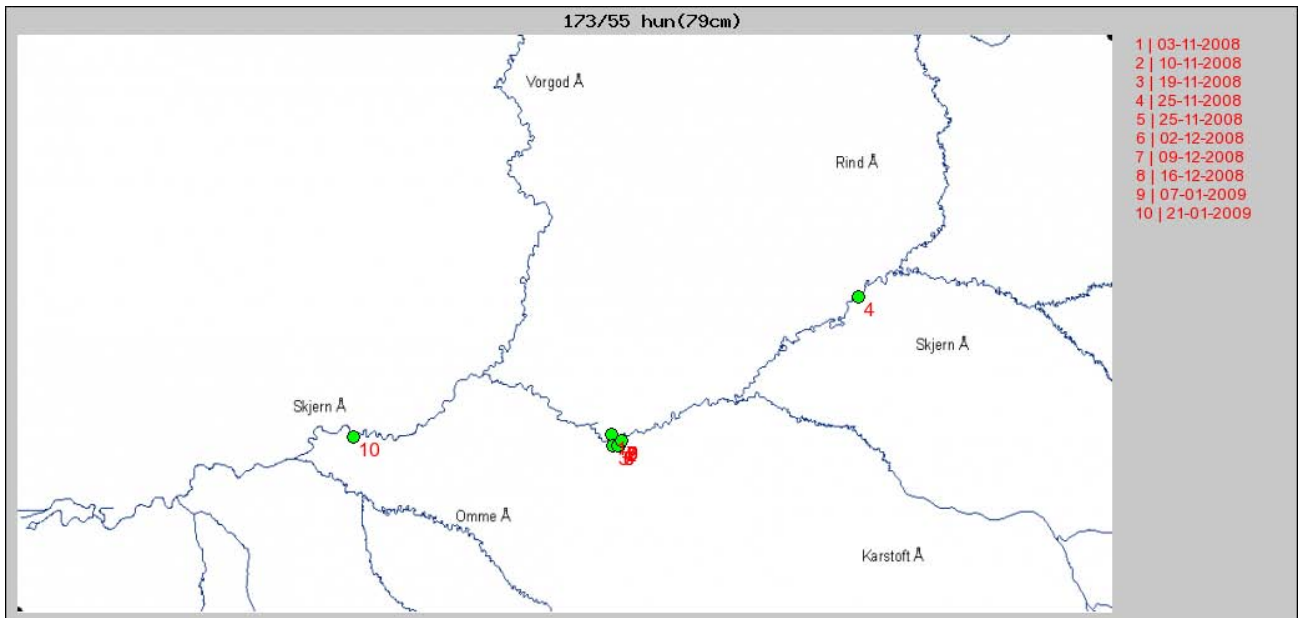 173/55 hun(79cm)
1 | 03-11-2008
2 | 10-11-2008
3 | 19-11-2008
4 | 25-11-2008
5 | 25-11-2008
6 | 02-12-2008
7 | 09-12-2008
8 | 16-12-2008
9 | 07-01-2009
10 | 21-01-2009
Vorgod Å
Rind Å
4
Skjern Å
Skjern Å
10
Omme Å
Karstoft Å